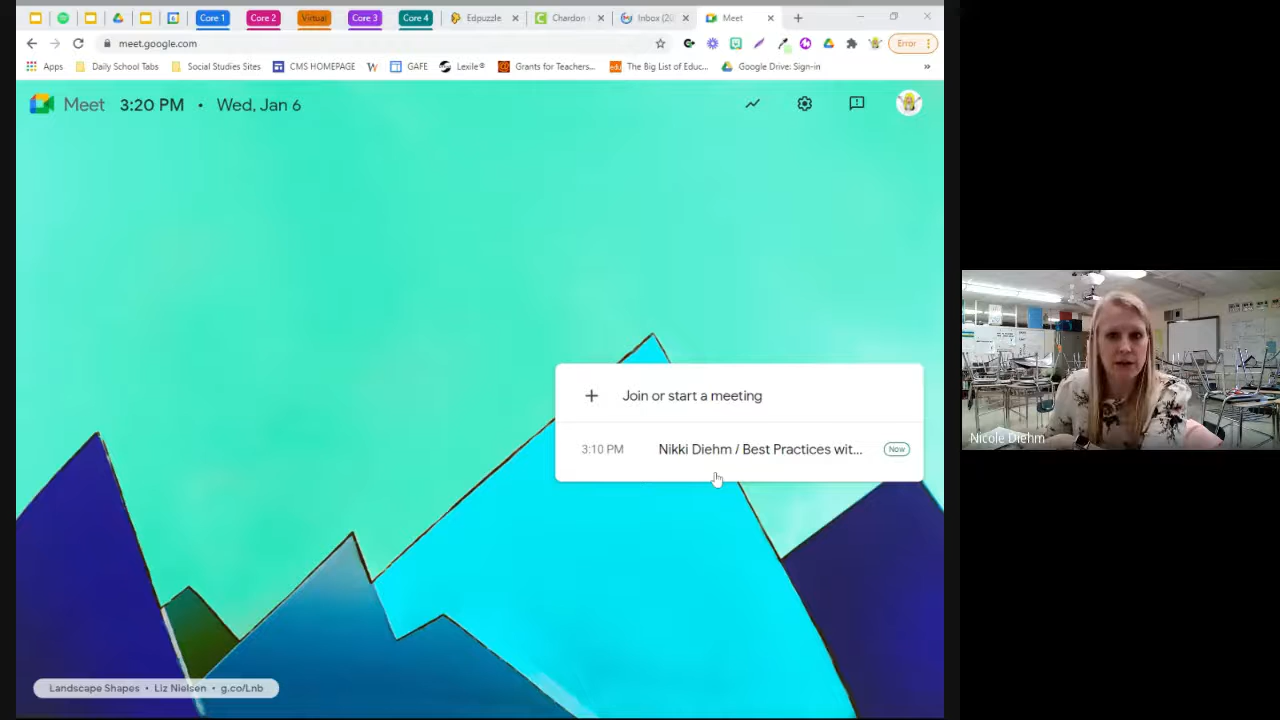 Core 1
Core 2
Virtual
Core 3
Core 4
Edpuzzle
Chardon
Inbox (20
Meet
meet.google.com
Error
Apps
Daily School Tabs
Social Studies Sites
CMS HOMEPAGE
W
GAFE
Lexile®
Grants for Teachers...
edu
The Big List of Educ...
Google Drive: Sign-in
»
Meet 3:20 PM • Wed, Jan 6
Join or start a meeting
3:10 PM Nikki Diehm / Best Practices wit... Now
Nicole Diehm
Landscape Shapes • Liz Nielsen • g.co/Lnb